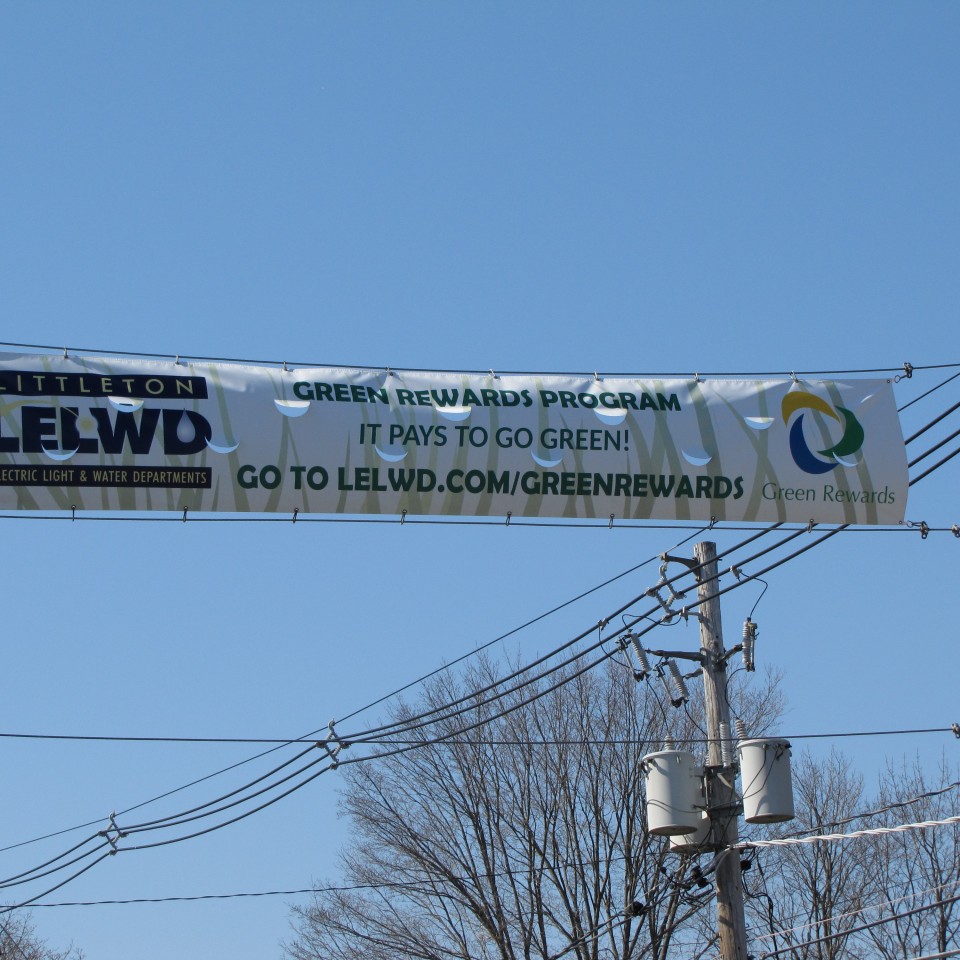 LITTLETON
LELWD
ELECTRIC LIGHT & WATER DEPARTMENTS
GREEN REWARDS PROGRAM
IT PAYS TO GO GREEN!
GO TO LELWD.COM/GREENREWARDS
Green Rewards